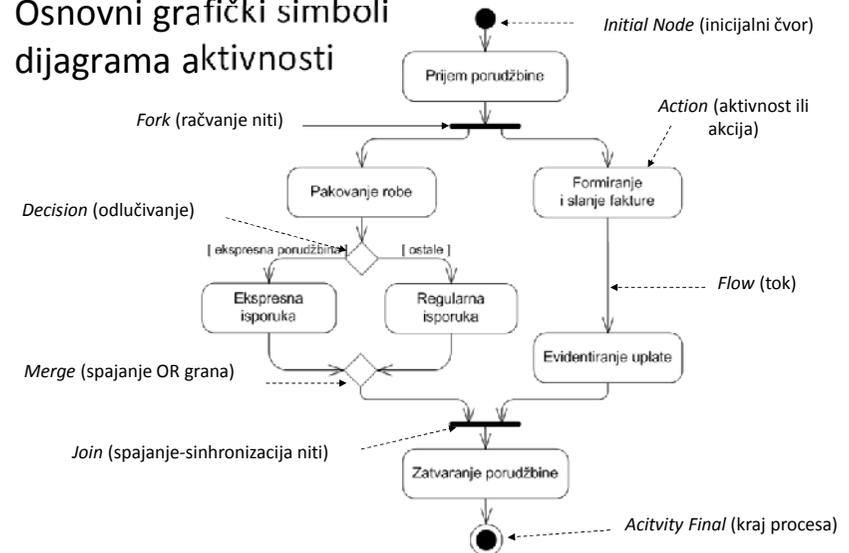 Osnovni grafički simboli
dijagrama aktivnosti
Initial Node (inicijalni čvor)
Prijem porudžbine
Fork (račvanje niti)
Action (aktivnost ili
akcija)
Pakovanje robe
Formiranje
i slanje fakture
Decision (odlučivanje)
[ ekspresna porudžbina]
[ ostale ]
Flow (tok)
Ekspresna
isporuka
Regularna
isporuka
Evidentiranje uplate
Merge (spajanje OR grana)
Join (spajanje-sinhronizacija niti)
Zatvaranje porudžbine
Acitvity Final (kraj procesa)